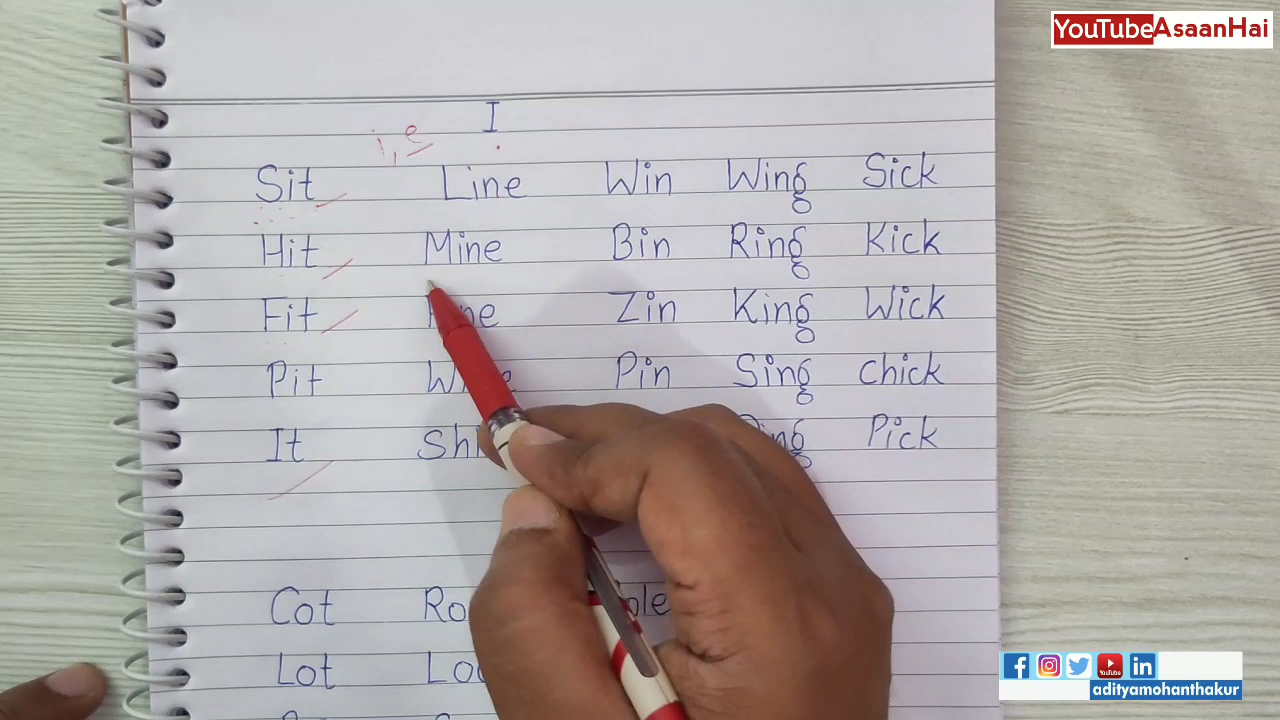 YouTubeAsaanHai
I
i, e
Sit Line Win Wing Sick
Hit Mine Bin Ring Kick
Fit Zin King Wick
Pit Pin Sing chick
It Pick
Cot
Lot
YouTube
adityamohanthakur